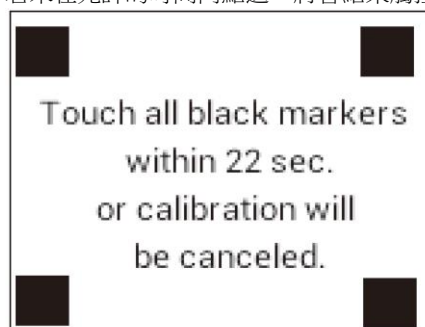 Touch all black markers
within 22 sec.
or calibration will
be canceled.